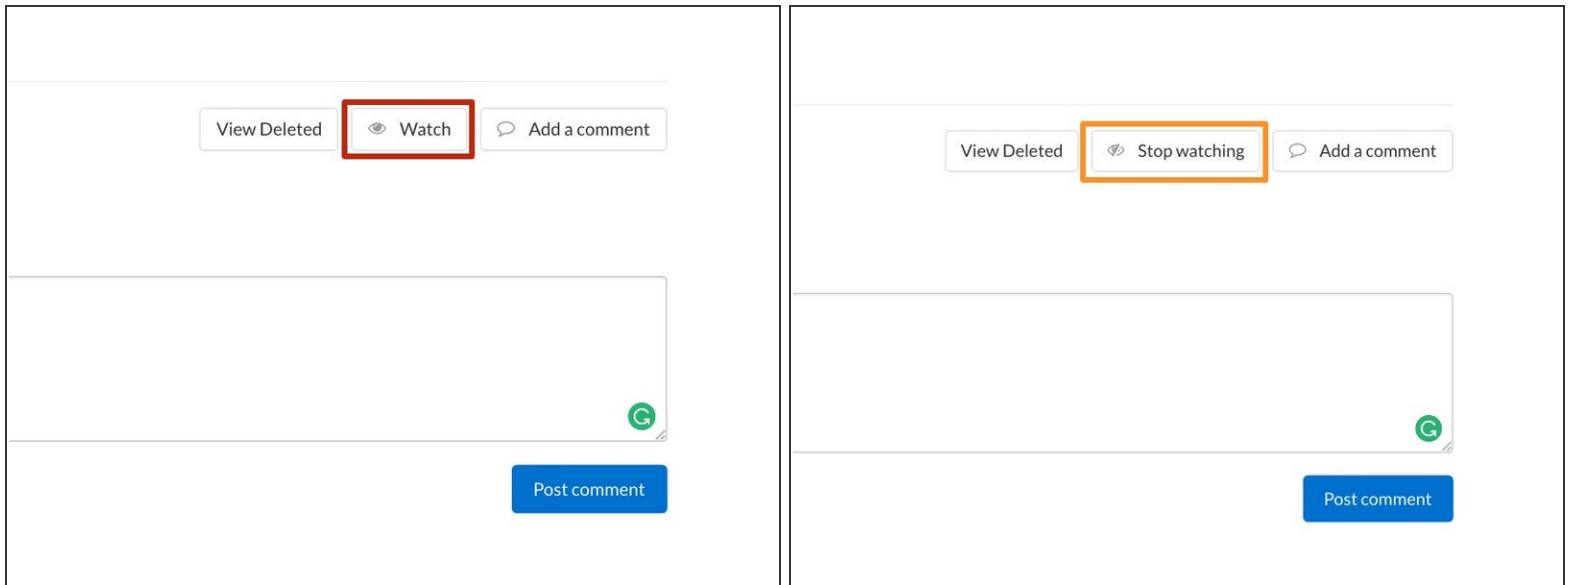 View Deleted
Watch
Add a comment
G
Post comment
View Deleted
Stop watching
Add a comment
G
Post comment